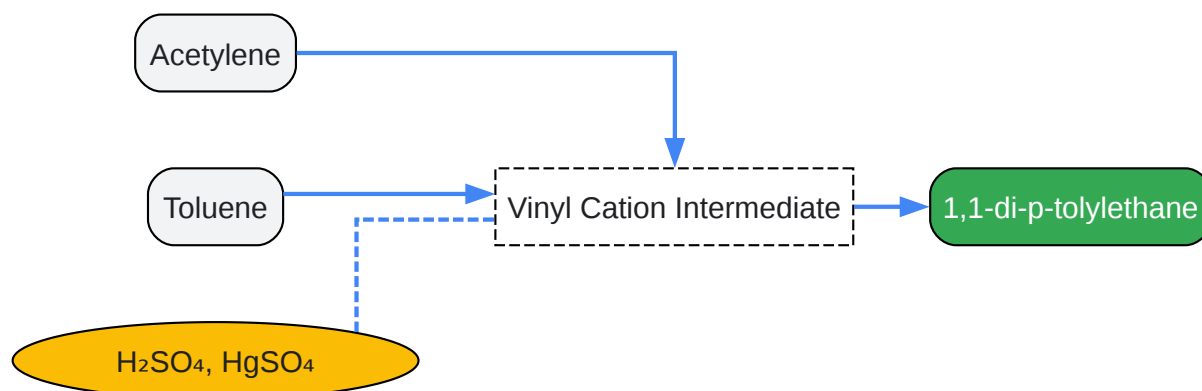 Acetylene
Toluene
Vinyl Cation Intermediate
1,1-di-p-tolylethane
H₂SO₄, HgSO₄